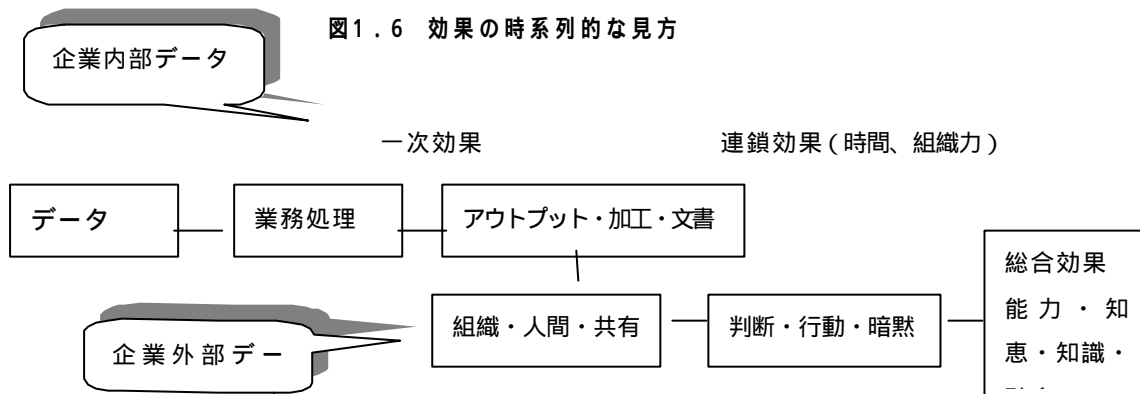 図1.6 効果の時系列的な見方
企業内部データ
一次効果
連鎖効果(時間、組織力)
データ
業務処理
アウトプット・加工・文書
組織・人間・共有
判断・行動・暗黙
総合効果
能力・知
恵・知識・
企業外部デー